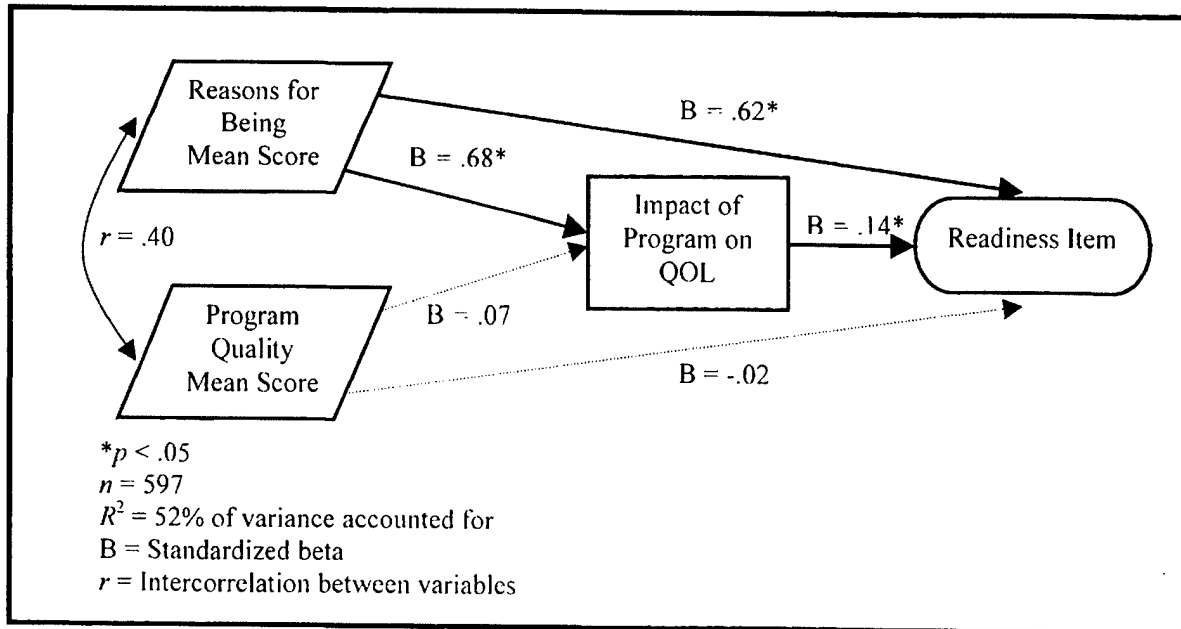 Reasons for
Being
Mean Score
B = .62*
B = .68*
Impact of
Program on
QOL
B = .14*
Readiness Item
r = .40
Program
Quality
Mean Score
B = .07
B = -.02
*p < .05
n = 597
R² = 52% of variance accounted for
B = Standardized beta
r = Intercorrelation between variables